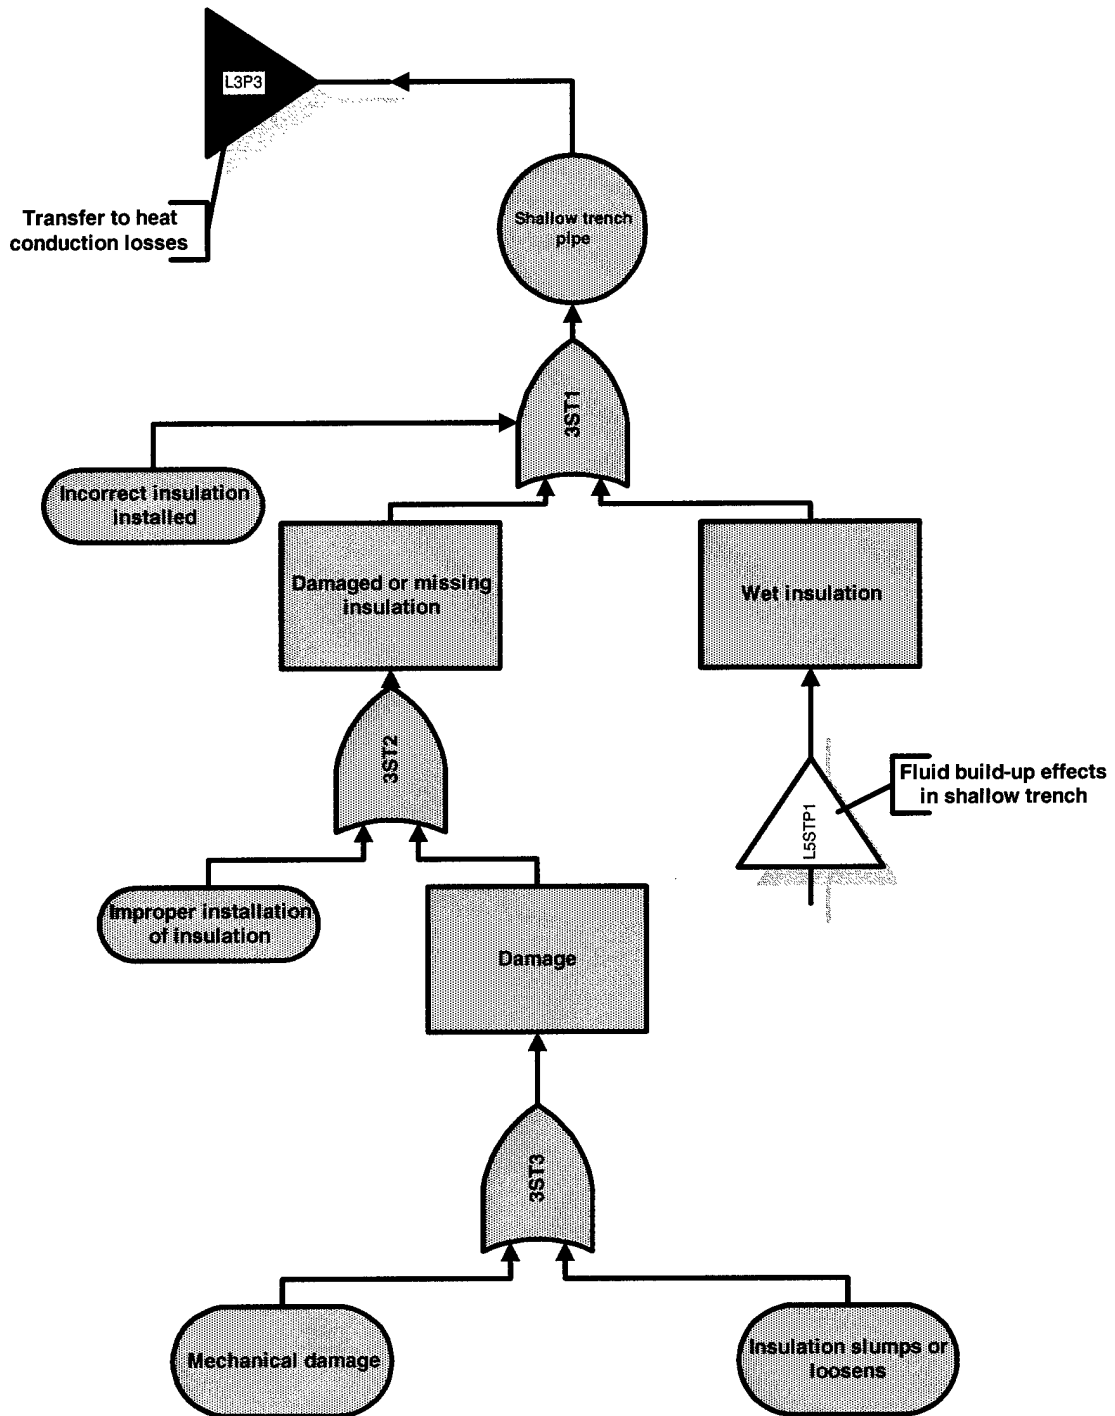 L3P3
Transfer to heat
conduction losses
Shallow trench
pipe
3ST1
Incorrect insulation
installed
Damaged or missing
insulation
Wet insulation
3ST2
Fluid build-up effects
in shallow trench
L5STP1
Improper installation
of insulation
Damage
3ST3
Mechanical damage
Insulation slumps or
loosens